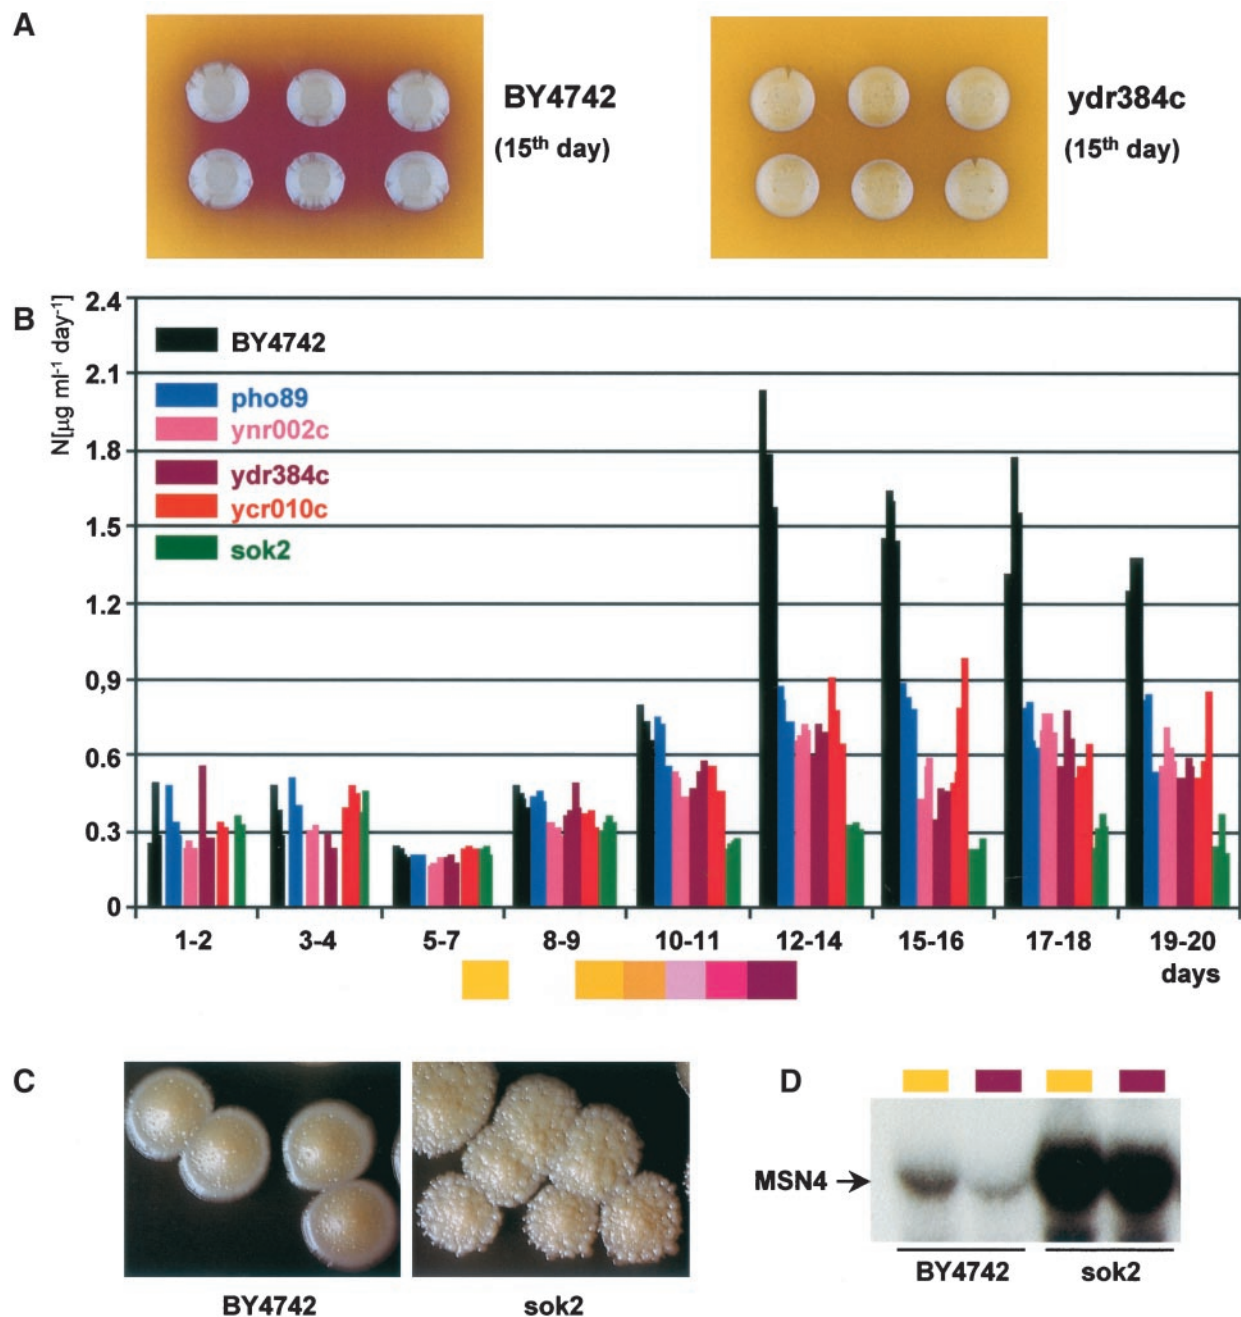 A
BY4742
(15th day)
ydr384c
(15th day)
B
N[µg ml-1 day-1]
2.4
2.1
1.8
1.5
1.2
0,9
0.6
0.3
0
BY4742
pho89
ynr002c
ydr384c
ycr010c
sok2
1-2 3-4 5-7 8-9 10-11 12-14 15-16 17-18 19-20
days
C
BY4742 sok2
D
MSN4
BY4742 sok2